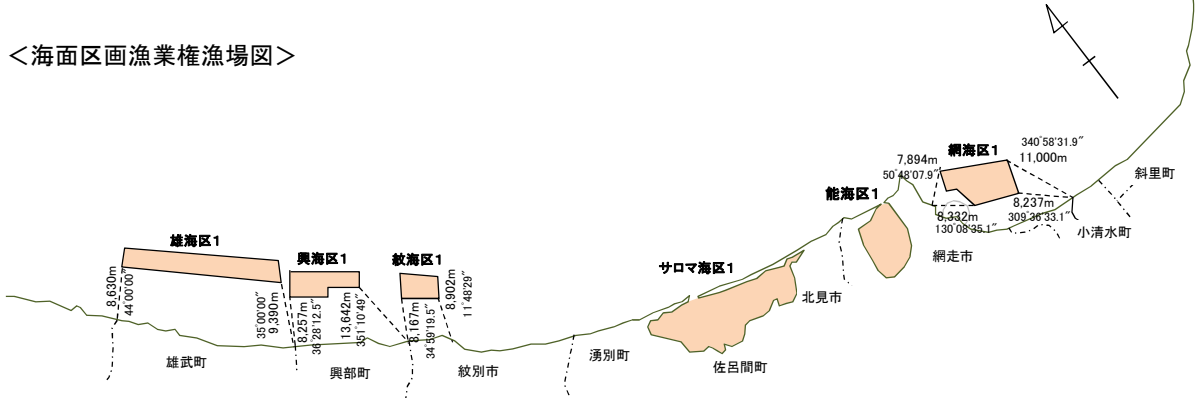 ＜海面区画漁業権漁場図＞
網海区1
340ﾟ58'31.9"
11,000m
7,894m
50ﾟ48'07.9"
斜里町
能海区1
8,237m
309ﾟ36'33.1"
8,332m
130ﾟ08'35.1"
小清水町
網走市
雄海区1
興海区1
紋海区1
サロマ海区1
北見市
8,630m
44ﾟ00'00"
35ﾟ00'00"
9,390m
8,257m
36ﾟ28'12.5"
13,642m
351ﾟ10'49"
8,167m
34ﾟ59'19.5"
8,902m
11ﾟ48'29"
雄武町
興部町
紋別市
湧別町
佐呂間町